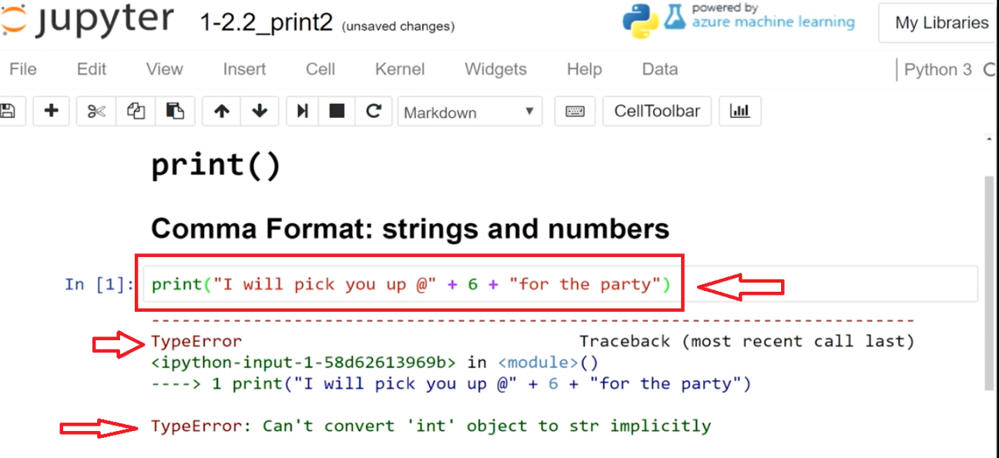 jupyter 1-2.2_print2 (unsaved changes) powered by azure machine learning My Libraries
File Edit View Insert Cell Kernel Widgets Help Data Python 3
Markdown CellToolbar
print()
Comma Format: strings and numbers
In [1]: print("I will pick you up @" + 6 + "for the party")
---------------------------------------------------------------------------
TypeError Traceback (most recent call last)
<ipython-input-1-58d62613969b> in <module>()
----> 1 print("I will pick you up @" + 6 + "for the party")
TypeError: Can't convert 'int' object to str implicitly